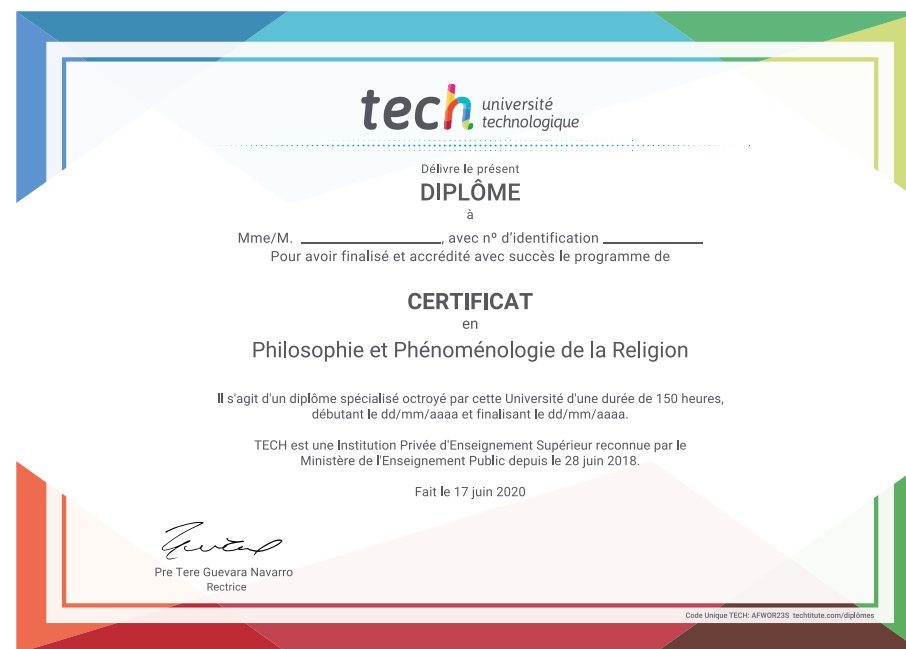 tech université
technologique
Délivre le présent
DIPLÔME
à
Mme/M. ____________________, avec nº d'identification ______________
Pour avoir finalisé et accrédité avec succès le programme de
CERTIFICAT
en
Philosophie et Phénoménologie de la Religion
Il s'agit d'un diplôme spécialisé octroyé par cette Université d'une durée de 150 heures,
débutant le dd/mm/aaaa et finalisant le dd/mm/aaaa.
TECH est une Institution Privée d'Enseignement Supérieur reconnue par le
Ministère de l'Enseignement Public depuis le 28 juin 2018.
Fait le 17 juin 2020
Pre Tere Guevara Navarro
Rectrice
Code Unique TECH: AFWOR23S techtitute.com/diplômes